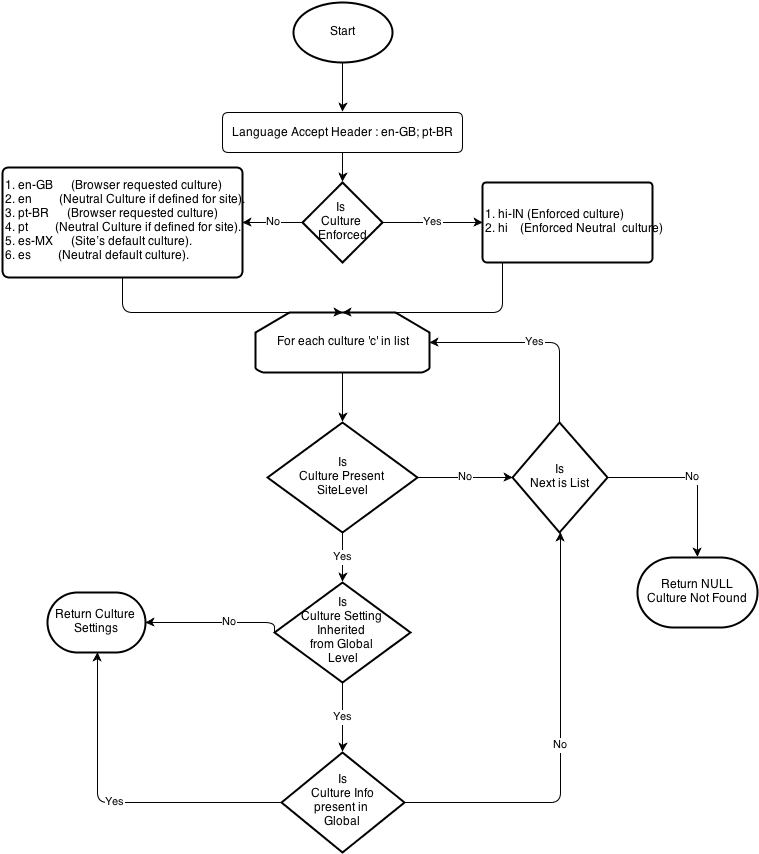 Start
Language Accept Header : en-GB; pt-BR
1. en-GB (Browser requested culture)
2. en (Neutral Culture if defined for site).
3. pt-BR (Browser requested culture)
4. pt (Neutral Culture if defined for site).
5. es-MX (Site's default culture).
6. es (Neutral default culture).
No
Is
Culture
Enforced
Yes
1. hi-IN (Enforced culture)
2. hi (Enforced Neutral culture)
For each culture 'c' in list
Yes
Is
Culture Present
SiteLevel
No
Is
Next is List
No
Yes
Return NULL
Culture Not Found
Return Culture
Settings
No
Is
Culture Setting
Inherited
from Global
Level
Yes
No
Is
Culture Info
present in
Global
Yes